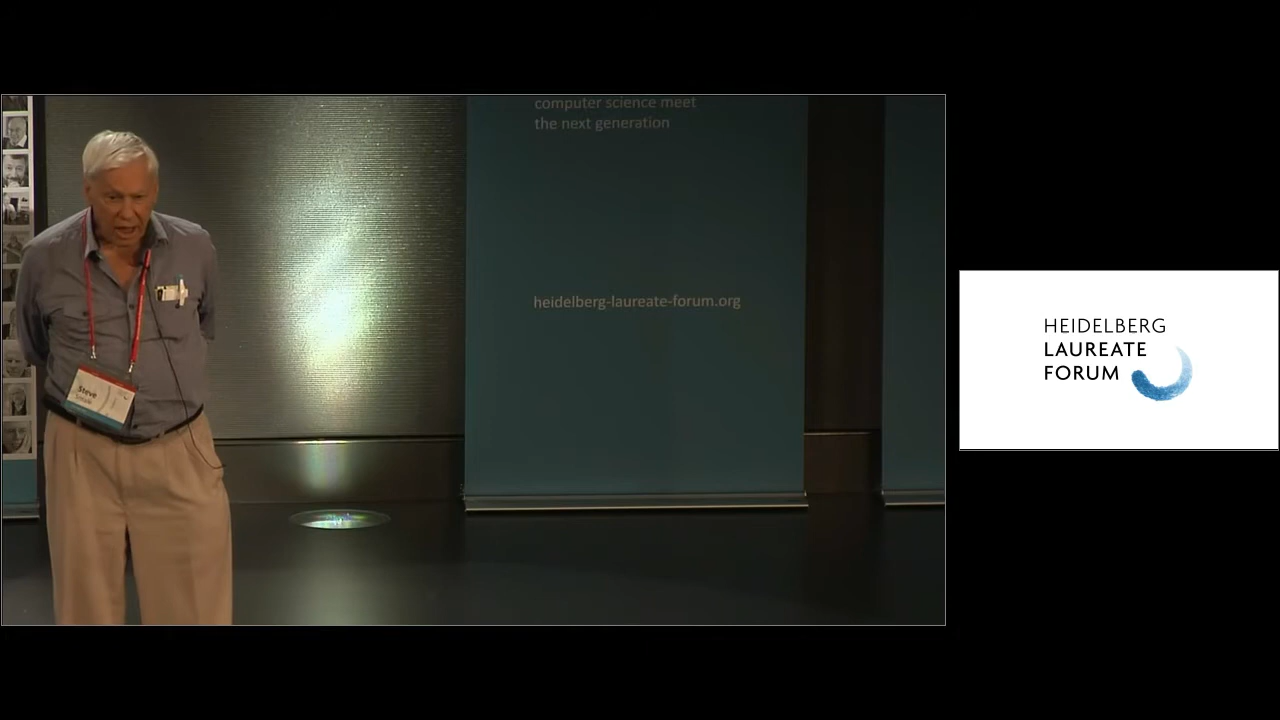 computer science meet
the next generation
heidelberg-laureate-forum.org
Steve
HEIDELBERG
LAUREATE
FORUM